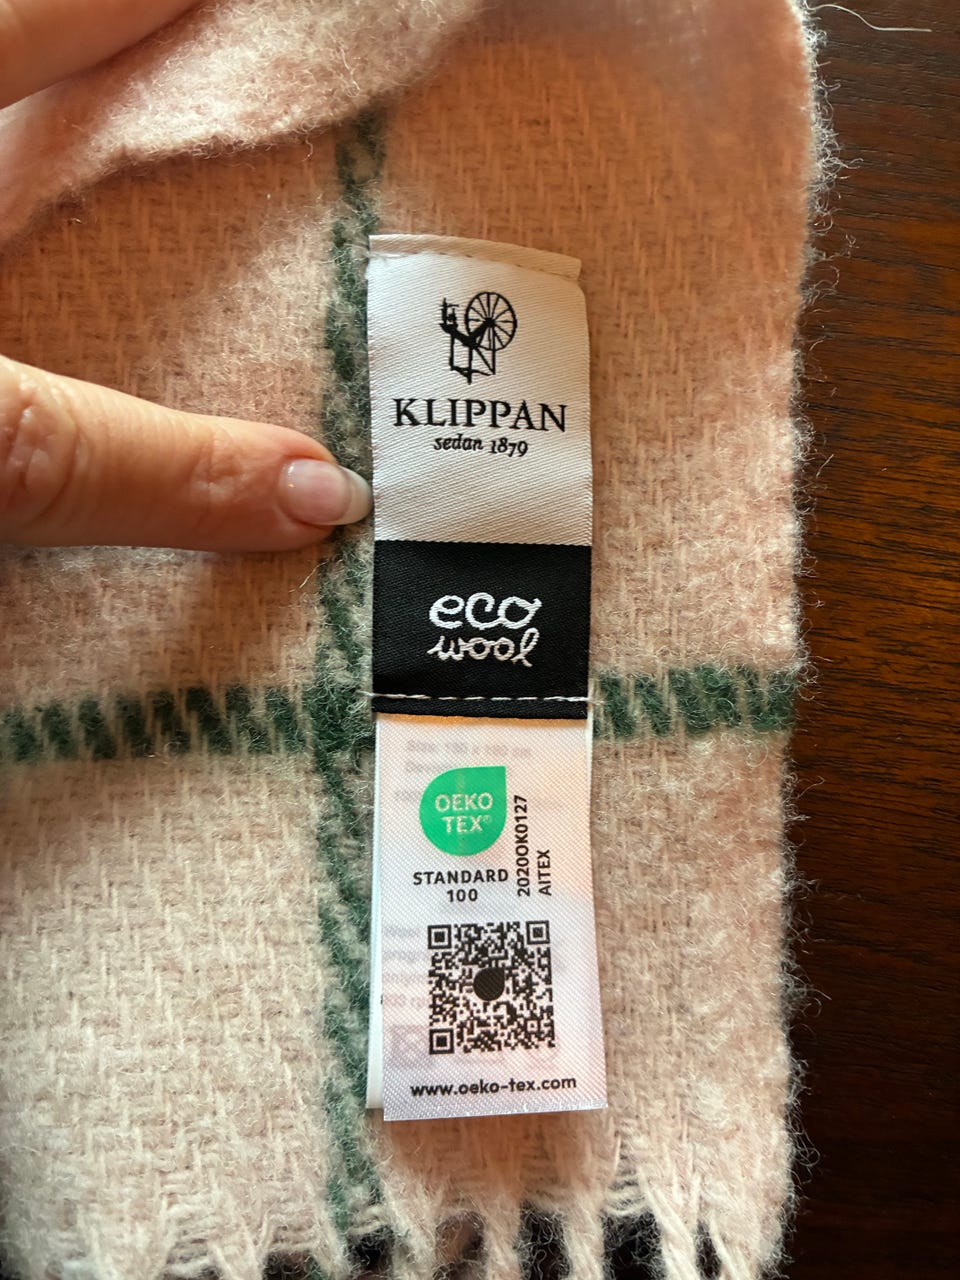 KLIPPAN
sedan 1879
eco
wool
OEKO
TEX®
STANDARD
100
2020OK0127
AITEX
www.oeko-tex.com